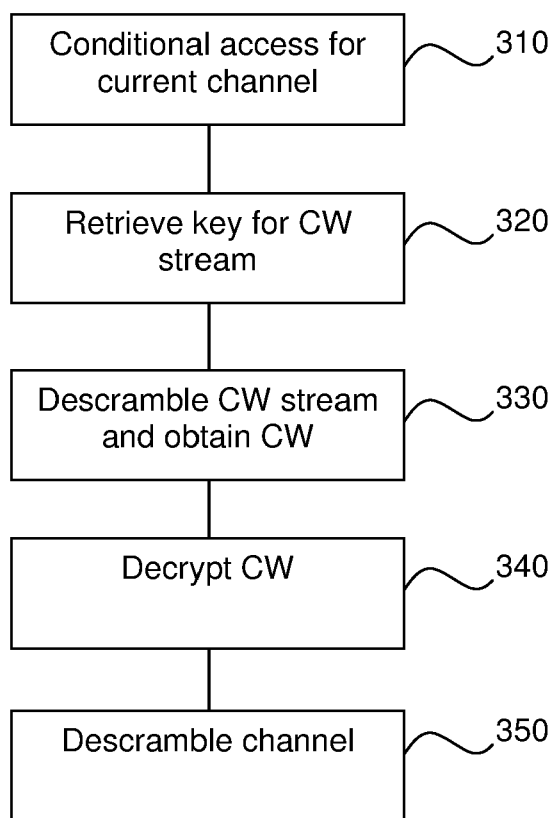 Conditional access for
current channel
310
Retrieve key for CW
stream
320
Descramble CW stream
and obtain CW
330
Decrypt CW
340
Descramble channel
350